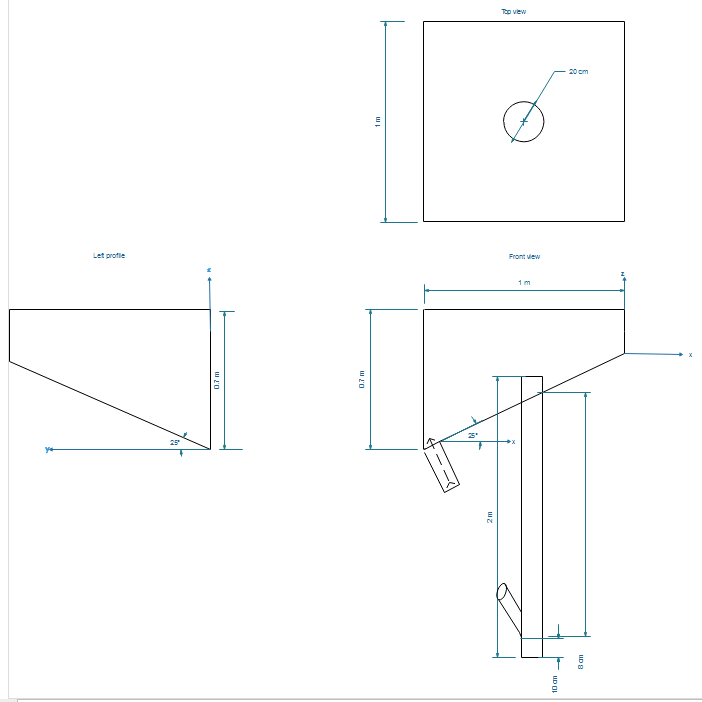 Top view
20 cm
1 m
Left profile
z
0.7 m
25°
y
Front view
z
1 m
x
0.7 m
25°
x
2 m
8 cm
10 cm